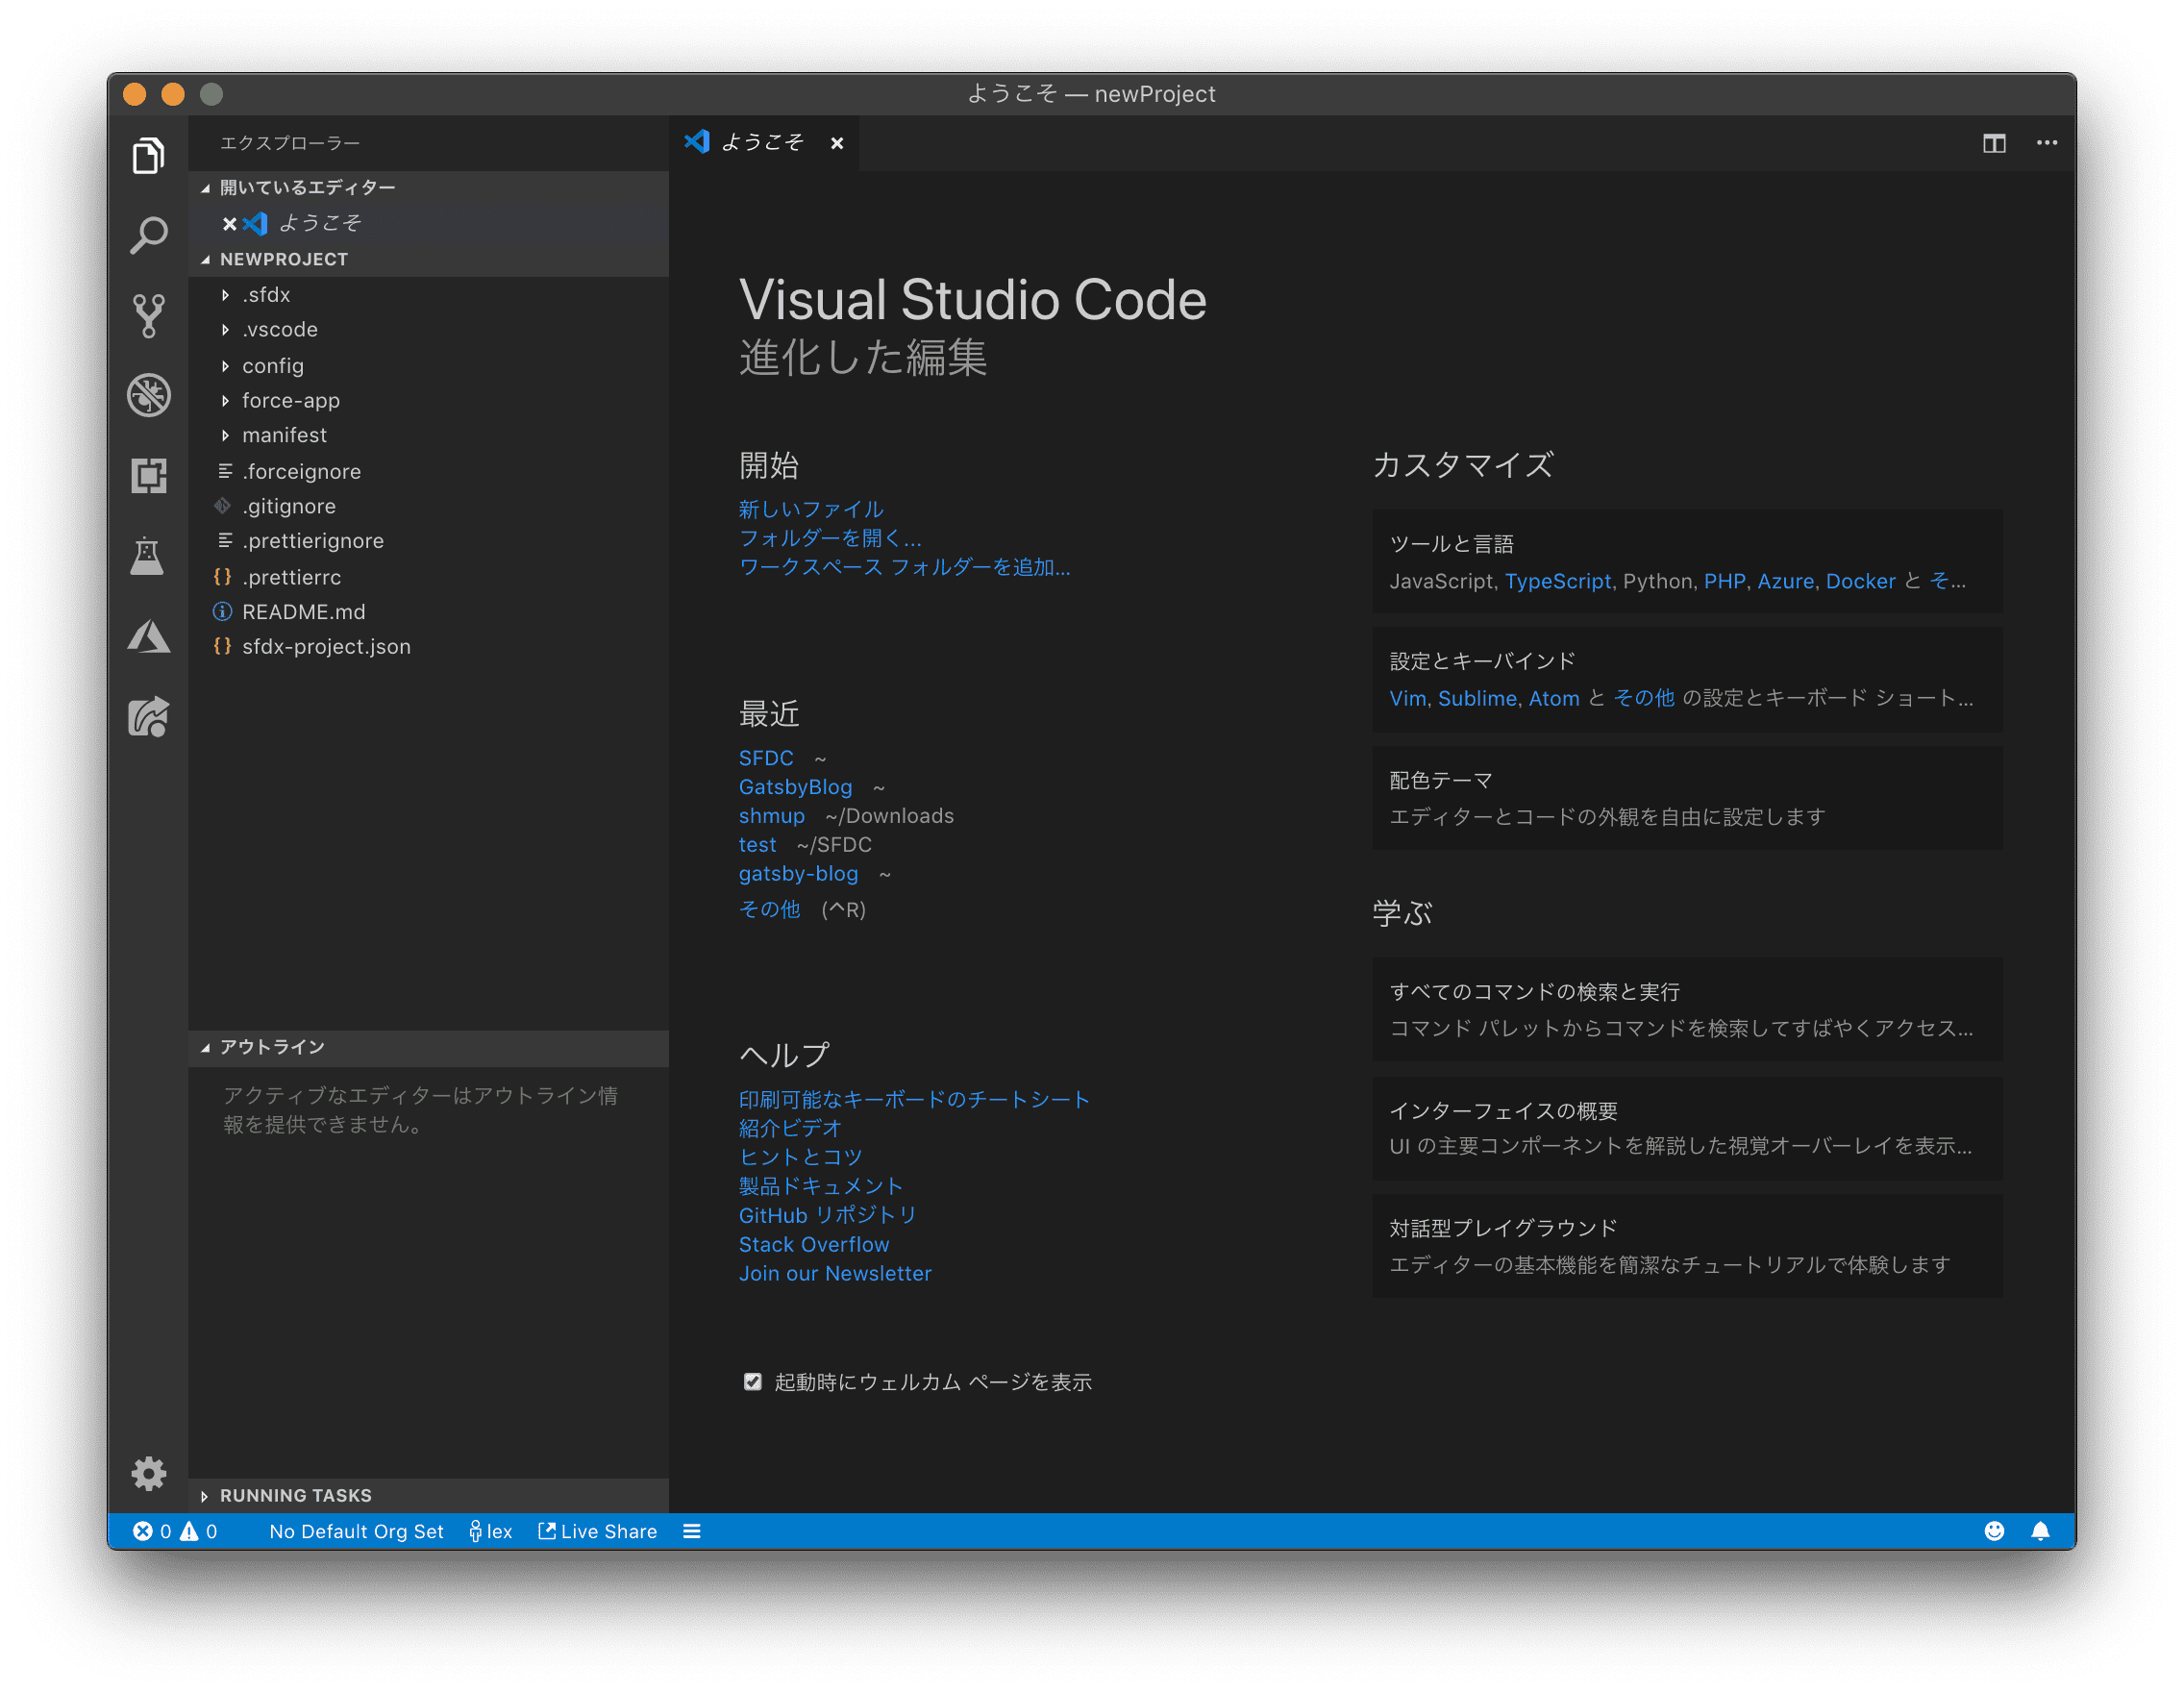 ようこそ — newProject
エクスプローラー
開いているエディター
ようこそ
NEWPROJECT
.sfdx
.vscode
config
force-app
manifest
.forceignore
.gitignore
.prettierignore
.prettierrc
README.md
sfdx-project.json
アウトライン
アクティブなエディターはアウトライン情
報を提供できません。
RUNNING TASKS
ようこそ
Visual Studio Code
進化した編集
開始
新しいファイル
フォルダーを開く...
ワークスペース フォルダーを追加...
最近
SFDC ~
GatsbyBlog ~
shmup ~/Downloads
test ~/SFDC
gatsby-blog ~
その他 (^R)
ヘルプ
印刷可能なキーボードのチートシート
紹介ビデオ
ヒントとコツ
製品ドキュメント
GitHub リポジトリ
Stack Overflow
Join our Newsletter
起動時にウェルカム ページを表示
カスタマイズ
ツールと言語
JavaScript, TypeScript, Python, PHP, Azure, Docker と そ...
設定とキーバインド
Vim, Sublime, Atom と その他 の設定とキーボード ショート...
配色テーマ
エディターとコードの外観を自由に設定します
学ぶ
すべてのコマンドの検索と実行
コマンド パレットからコマンドを検索してすばやくアクセス...
インターフェイスの概要
UI の主要コンポーネントを解説した視覚オーバーレイを表示...
対話型プレイグラウンド
エディターの基本機能を簡潔なチュートリアルで体験します
0 0 No Default Org Set lex Live Share